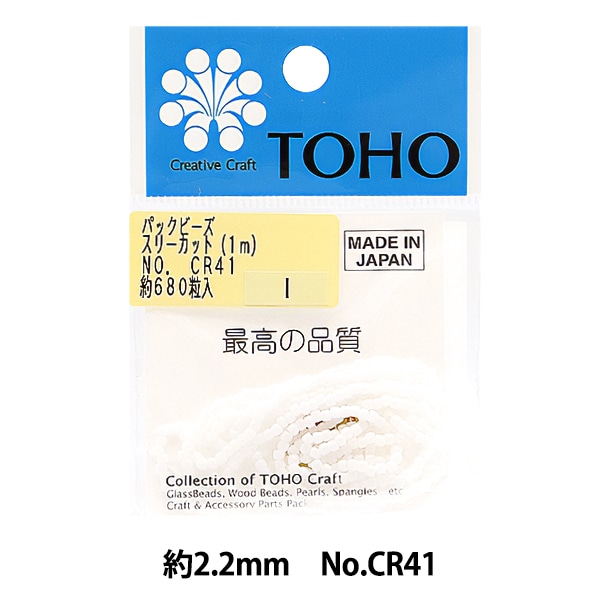 Creative Craft
TOHO
パックビーズ
スリーカット(1m)
NO. CR41
約680粒入
I
MADE IN
JAPAN
最高の品質
Collection of TOHO Craft
GlassBeads, Wood Beads, Pearls, Spangles etc
Craft & Accessory Parts Pack
約2.2mm No.CR41